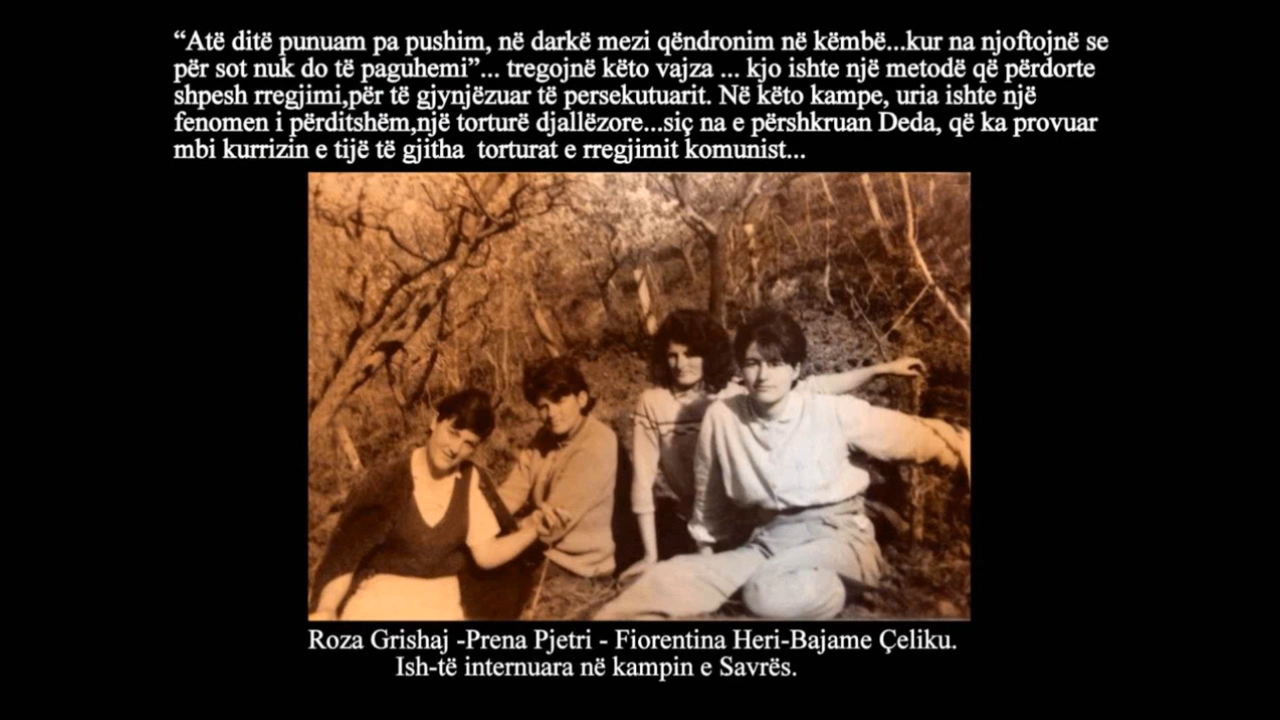 “Atë ditë punuam pa pushim, në darkë mezi qëndronim në këmbë...kur na njoftojnë se
për sot nuk do të paguhemi”... tregojnë këto vajza ... kjo ishte një metodë që përdorte
shpesh rregjimi,për të gjynjëzuar të persekutuarit. Në këto kampe, uria ishte një
fenomen i përditshëm,një torturë djallëzore...siç na e përshkruan Deda, që ka provuar
mbi kurrizin e tijë të gjitha  torturat e rregjimit komunist...
Roza Grishaj -Prena Pjetri - Fiorentina Heri-Bajame Çeliku.
Ish-të internuara në kampin e Savrës.